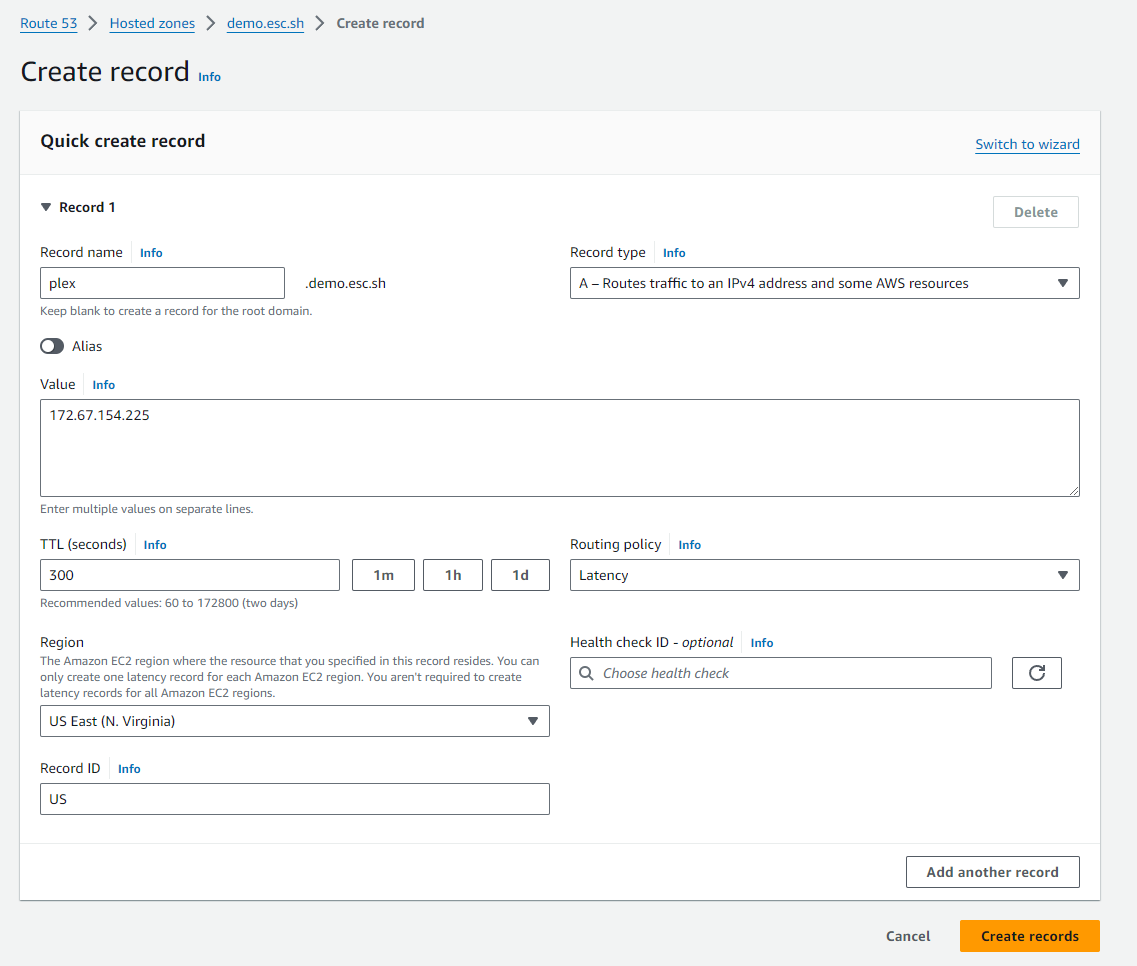 Route 53 > Hosted zones > demo.esc.sh > Create record
Create record Info
Quick create record
Switch to wizard
Record 1
Delete
Record name Info
Record type Info
plex .demo.esc.sh
A – Routes traffic to an IPv4 address and some AWS resources
Keep blank to create a record for the root domain.
Alias
Value Info
172.67.154.225
Enter multiple values on separate lines.
TTL (seconds) Info
Routing policy Info
300 1m 1h 1d
Latency
Recommended values: 60 to 172800 (two days)
Region
The Amazon EC2 region where the resource that you specified in this record resides. You can
only create one latency record for each Amazon EC2 region. You aren't required to create
latency records for all Amazon EC2 regions.
US East (N. Virginia)
Health check ID - optional Info
Choose health check
Record ID Info
US
Add another record
Cancel Create records